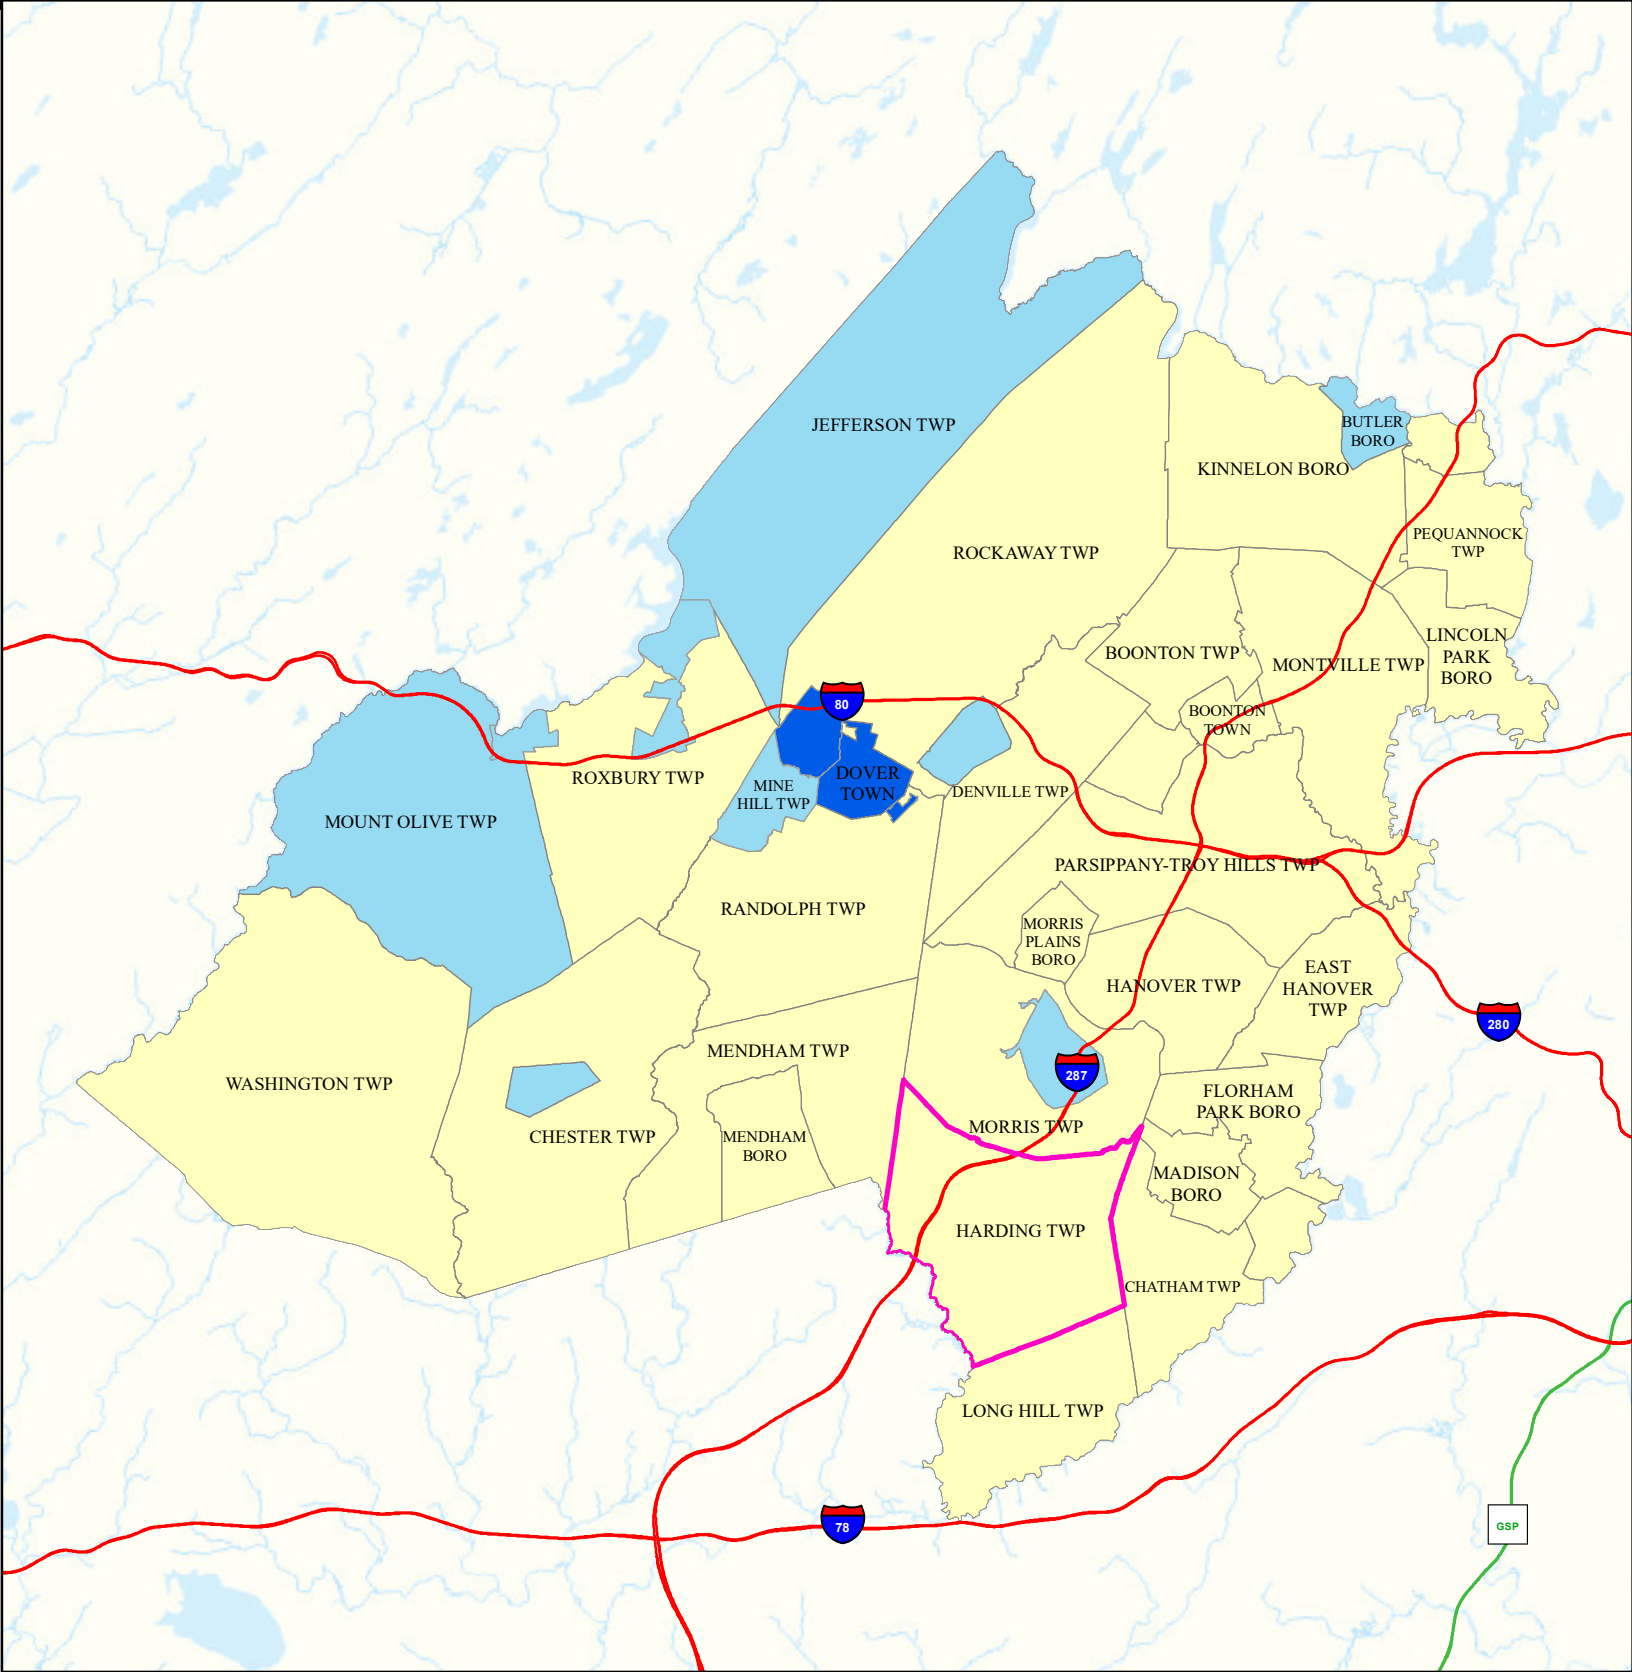 JEFFERSON TWP
BUTLER
BORO
KINNELON BORO
PEQUANNOCK
TWP
ROCKAWAY TWP
LINCOLN
PARK
BORO
BOONTON TWP
MONTVILLE TWP
80
BOONTON
TOWN
ROXBURY TWP
MINE
HILL TWP
DOVER
TOWN
DENVILLE TWP
MOUNT OLIVE TWP
PARSIPPANY-TROY HILLS TWP
RANDOLPH TWP
MORRIS
PLAINS
BORO
EAST
HANOVER
TWP
HANOVER TWP
280
MENDHAM TWP
287
WASHINGTON TWP
FLORHAM
PARK BORO
MORRIS TWP
CHESTER TWP
MENDHAM
BORO
MADISON
BORO
HARDING TWP
CHATHAM TWP
LONG HILL TWP
78
GSP